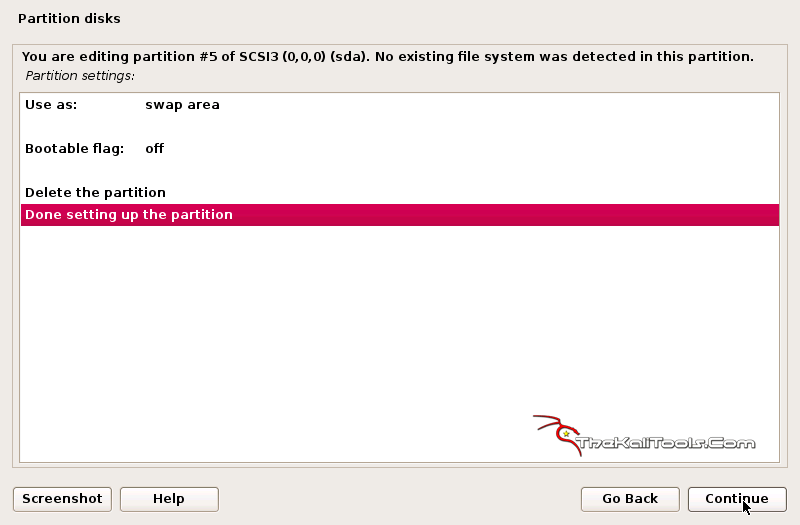 Partition disks
You are editing partition #5 of SCSI3 (0,0,0) (sda). No existing file system was detected in this partition.
Partition settings:
Use as: swap area
Bootable flag: off
Delete the partition
Done setting up the partition
TheKaliTools.Com
Screenshot Help Go Back Continue